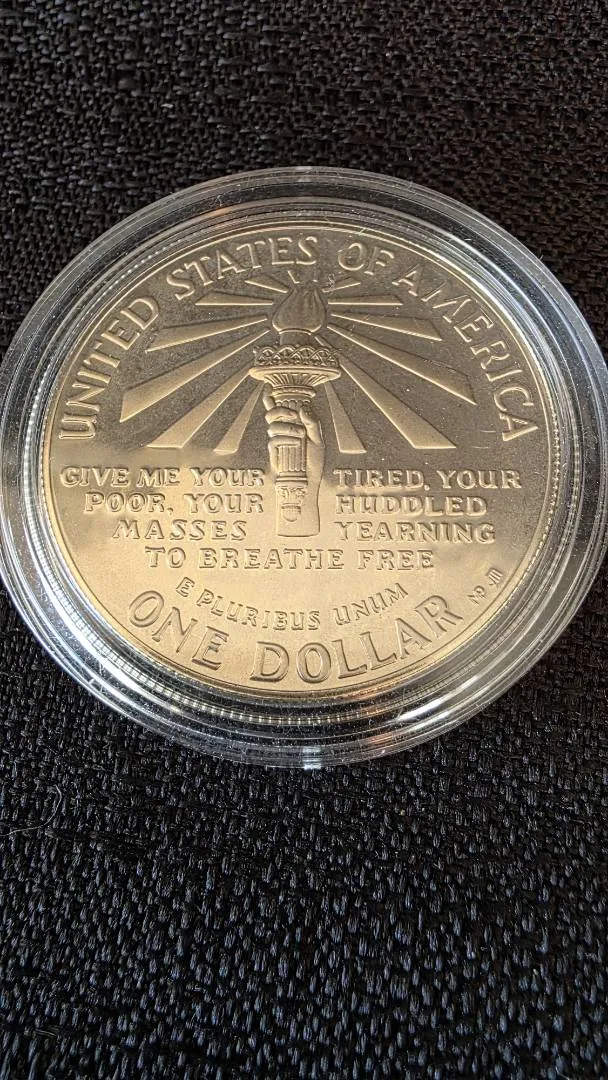 UNITED STATES OF AMERICA
GIVE ME YOUR TIRED, YOUR
POOR, YOUR HUDDLED
MASSES YEARNING
TO BREATHE FREE
E PLURIBUS UNUM
ONE DOLLAR